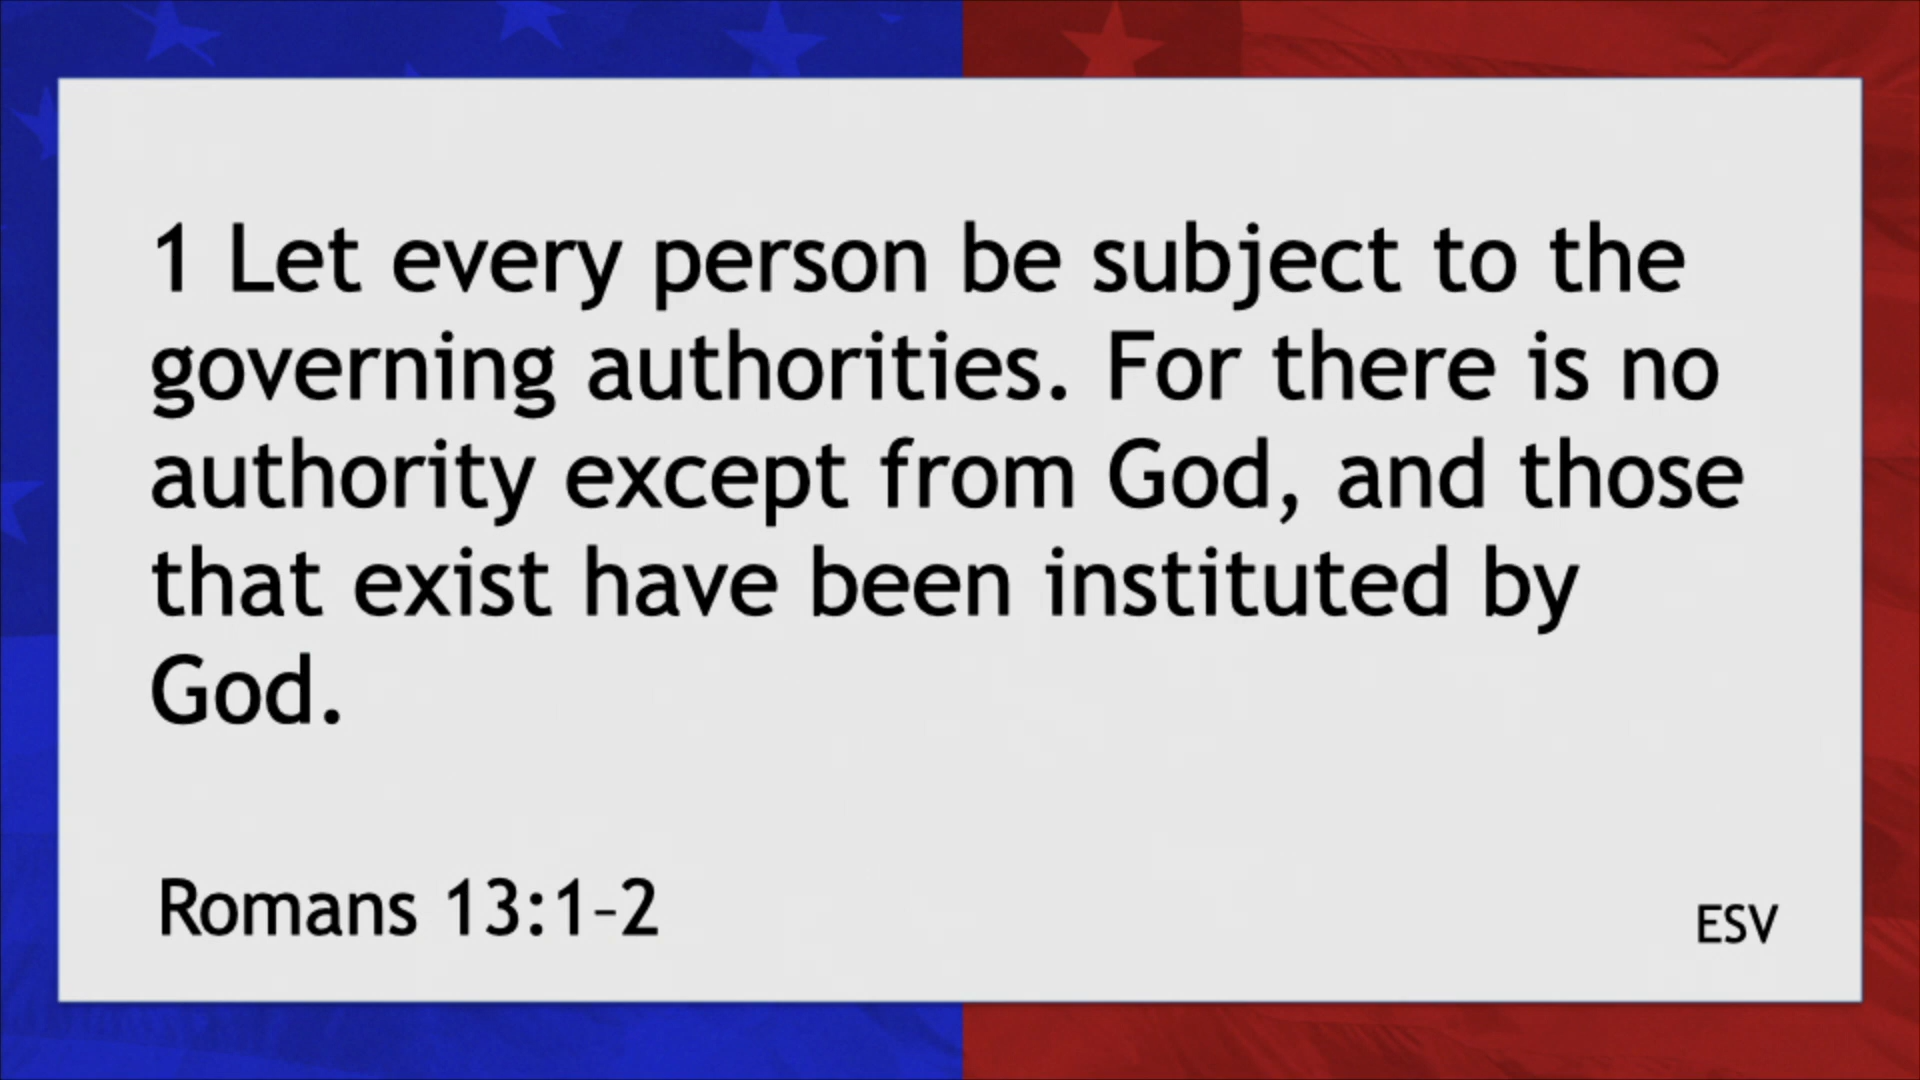 1 Let every person be subject to the
governing authorities. For there is no
authority except from God, and those
that exist have been instituted by
God.
Romans 13:1–2
ESV